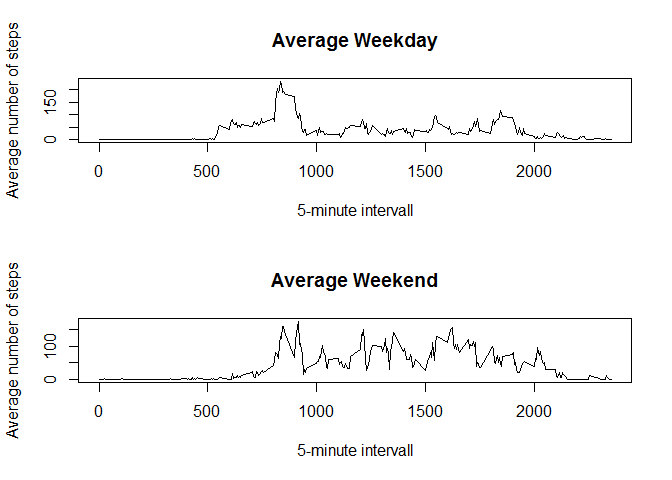 Average Weekday
Average number of steps
150
0
0 500 1000 1500 2000
5-minute intervall
Average Weekend
Average number of steps
100
0
0 500 1000 1500 2000
5-minute intervall